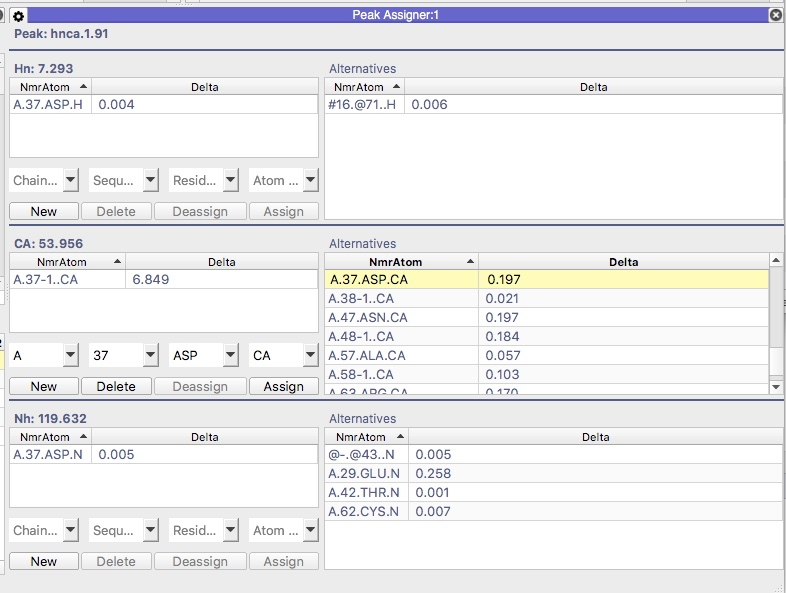 Peak Assigner:1
Peak: hnca.1.91
Hn: 7.293
Alternatives
NmrAtom Delta
NmrAtom Delta
A.37.ASP.H 0.004
#16.@71..H 0.006
Chain... Sequ... Resid... Atom ...
New Delete Deassign Assign
CA: 53.956
Alternatives
NmrAtom Delta
NmrAtom Delta
A.37-1..CA 6.849
A.37.ASP.CA 0.197
A.38-1..CA 0.021
A.47.ASN.CA 0.197
A.48-1..CA 0.184
A 37 ASP CA
A.57.ALA.CA 0.057
A.58-1..CA 0.103
New Delete Deassign Assign
A.63.ARG.CA 0.170
Nh: 119.632
Alternatives
NmrAtom Delta
NmrAtom Delta
A.37.ASP.N 0.005
@-.@43..N 0.005
A.29.GLU.N 0.258
A.42.THR.N 0.001
A.62.CYS.N 0.007
Chain... Sequ... Resid... Atom ...
New Delete Deassign Assign